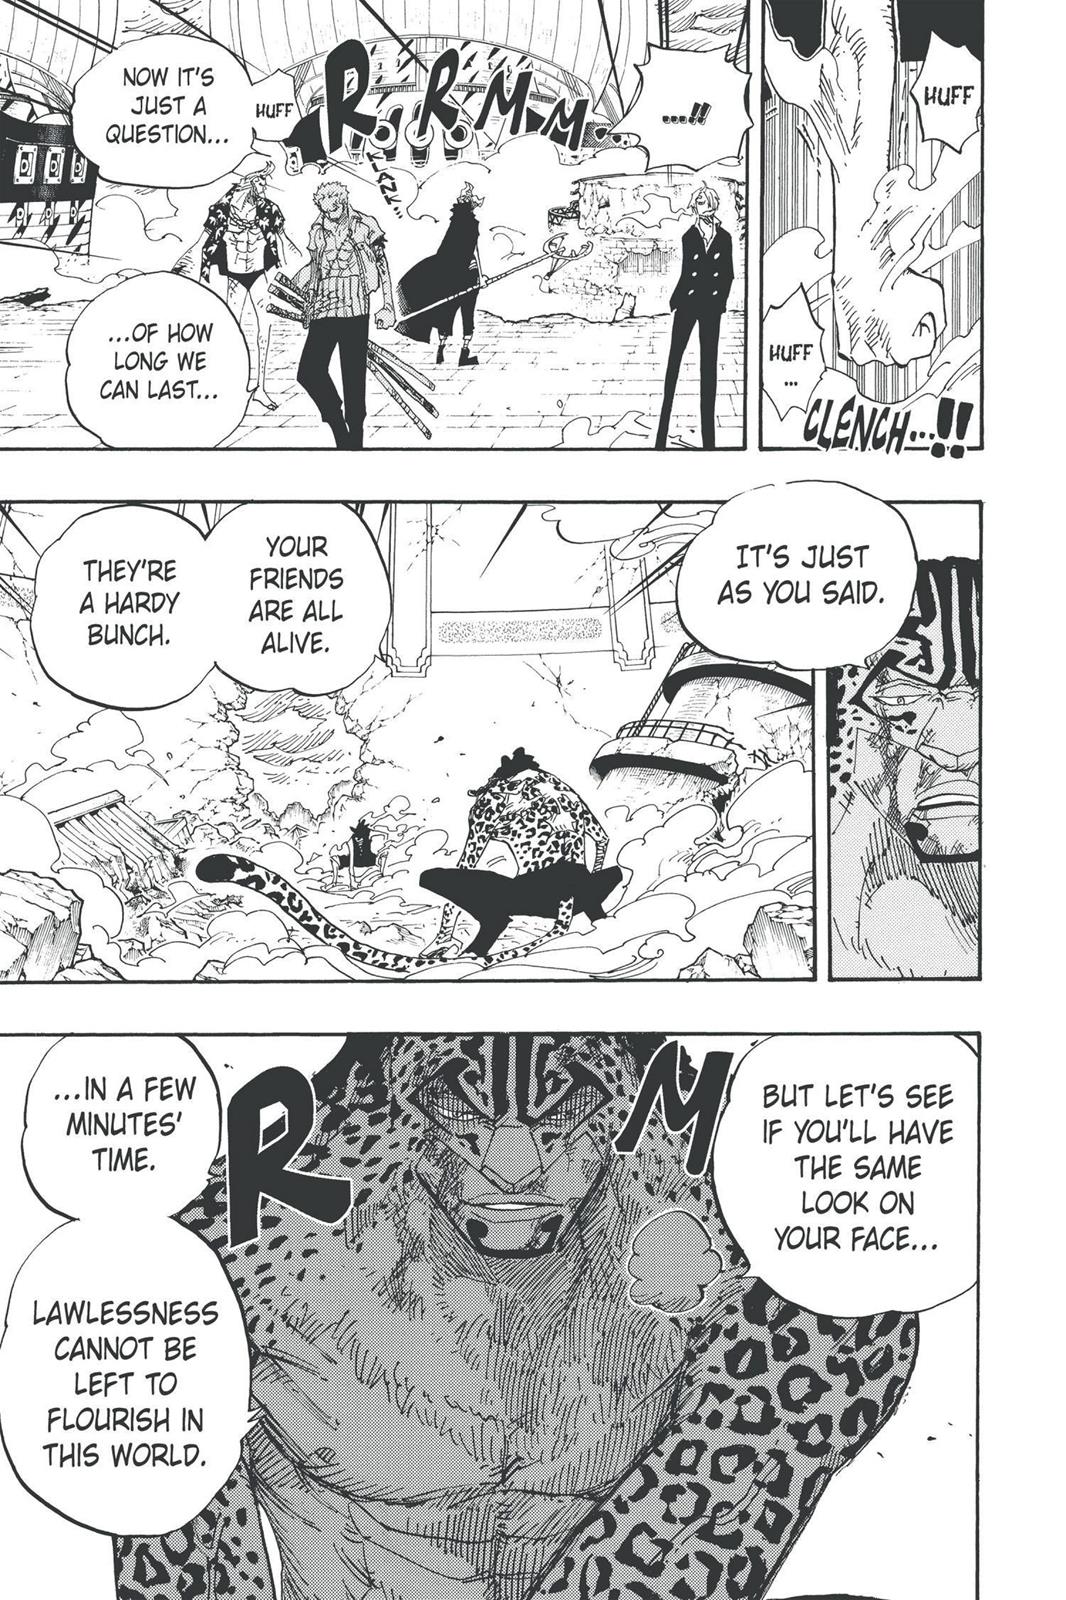 HUFF
HUFF
...
CLENCH...!!
...!!
RRRMMM
KLANK...
HUFF
NOW IT'S
JUST A
QUESTION...
...OF HOW
LONG WE
CAN LAST...
IT'S JUST
AS YOU SAID.
YOUR
FRIENDS
ARE ALL
ALIVE.
THEY'RE
A HARDY
BUNCH.
BUT LET'S SEE
IF YOU'LL HAVE
THE SAME
LOOK ON
YOUR FACE...
RM
...IN A FEW
MINUTES'
TIME.
LAWLESSNESS
CANNOT BE
LEFT TO
FLOURISH IN
THIS WORLD.